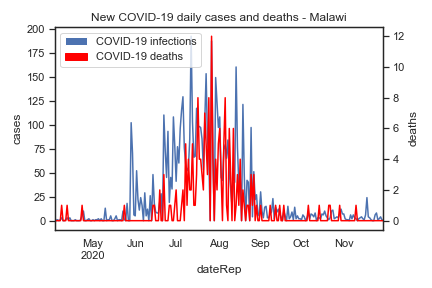 New COVID-19 daily cases and deaths - Malawi
COVID-19 infections
COVID-19 deaths
cases
200
175
150
125
100
75
50
25
0
deaths
12
10
8
6
4
2
0
May Jun Jul Aug Sep Oct Nov
2020
dateRep